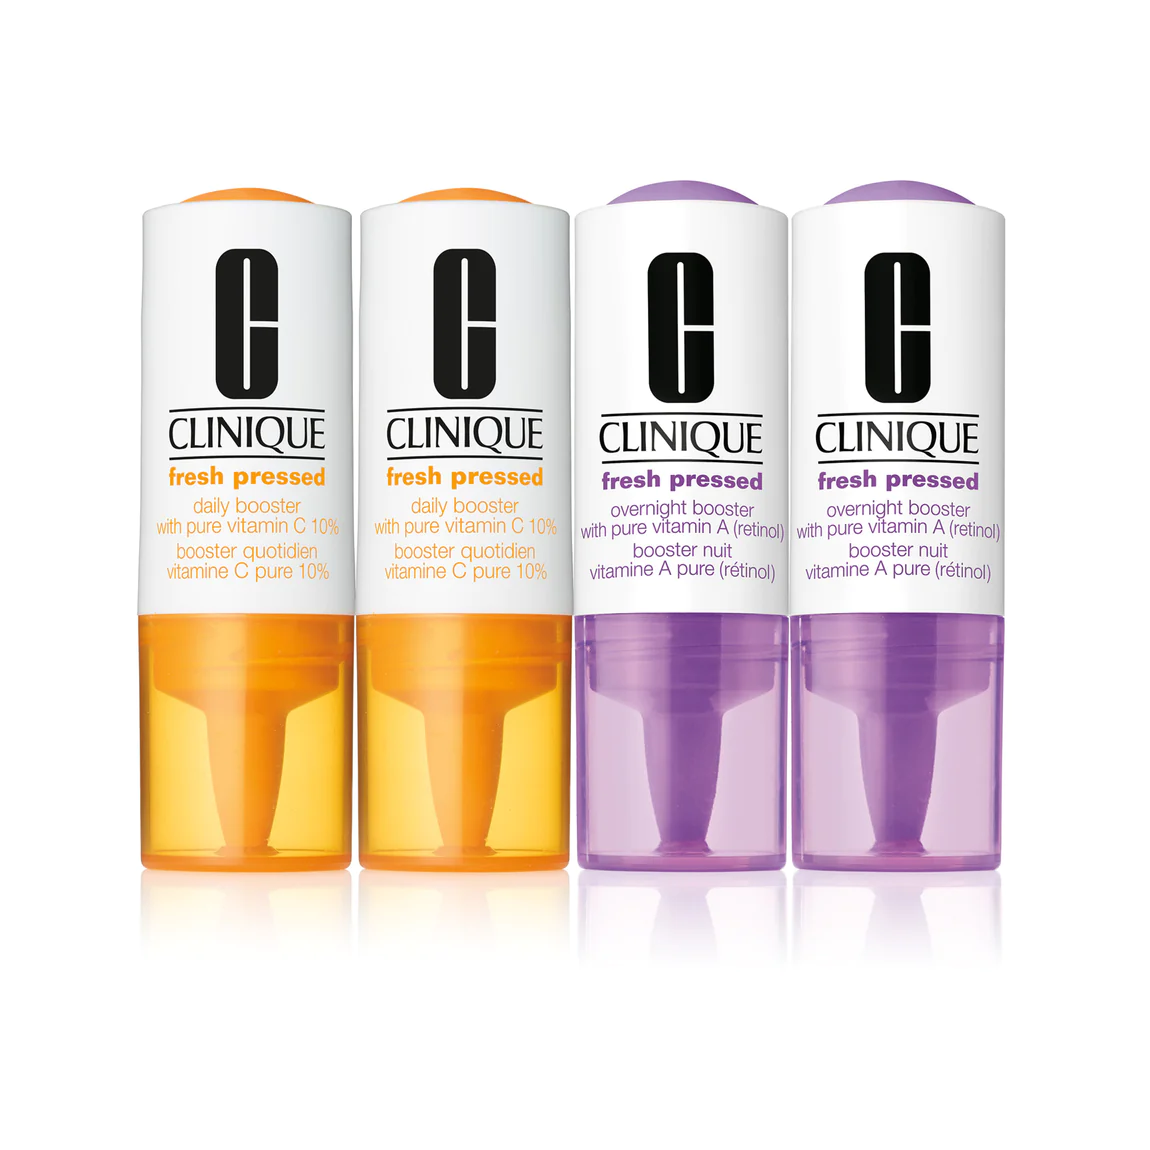 C
CLINIQUE
fresh pressed
daily booster
with pure vitamin C 10%
booster quotidien
vitamine C pure 10%
C
CLINIQUE
fresh pressed
daily booster
with pure vitamin C 10%
booster quotidien
vitamine C pure 10%
C
CLINIQUE
fresh pressed
overnight booster
with pure vitamin A (retinol)
booster nuit
vitamine A pure (rétinol)
C
CLINIQUE
fresh pressed
overnight booster
with pure vitamin A (retinol)
booster nuit
vitamine A pure (rétinol)